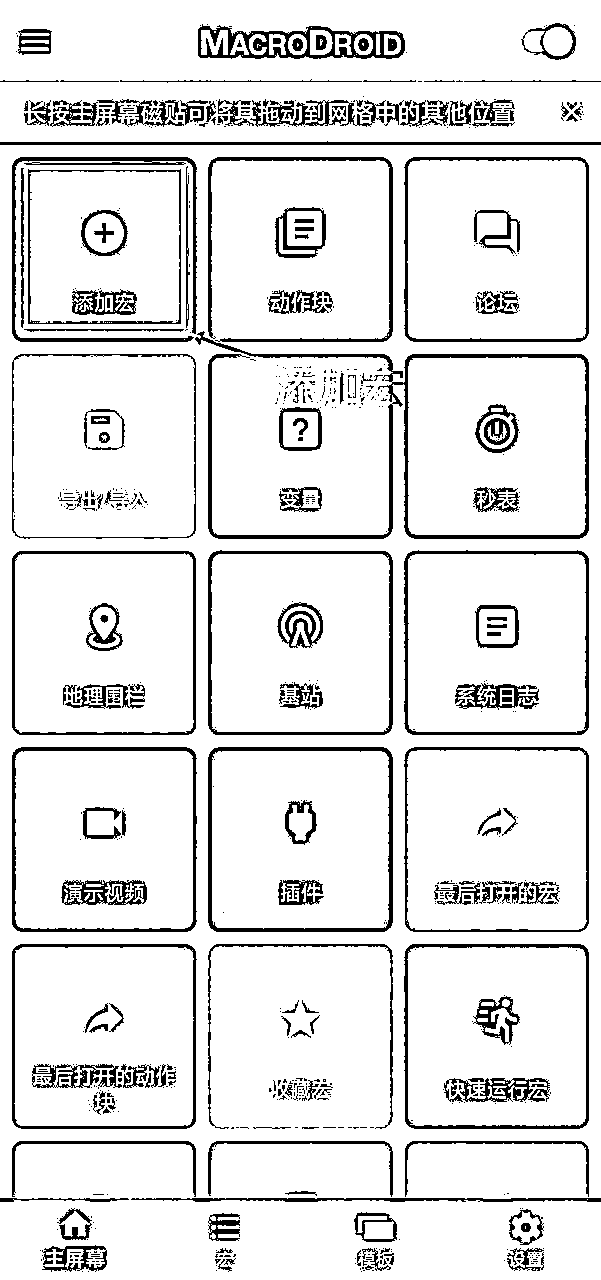 MACRODROID
长按主屏幕磁贴可将其拖动到网格中的其他位置
添加宏
动作块
论坛
添加宏
导出/导入
变量
秒表
地理围栏
基站
系统日志
演示视频
插件
最后打开的宏
最后打开的动作
块
收藏宏
快速运行宏
主屏幕
宏
模板
设置